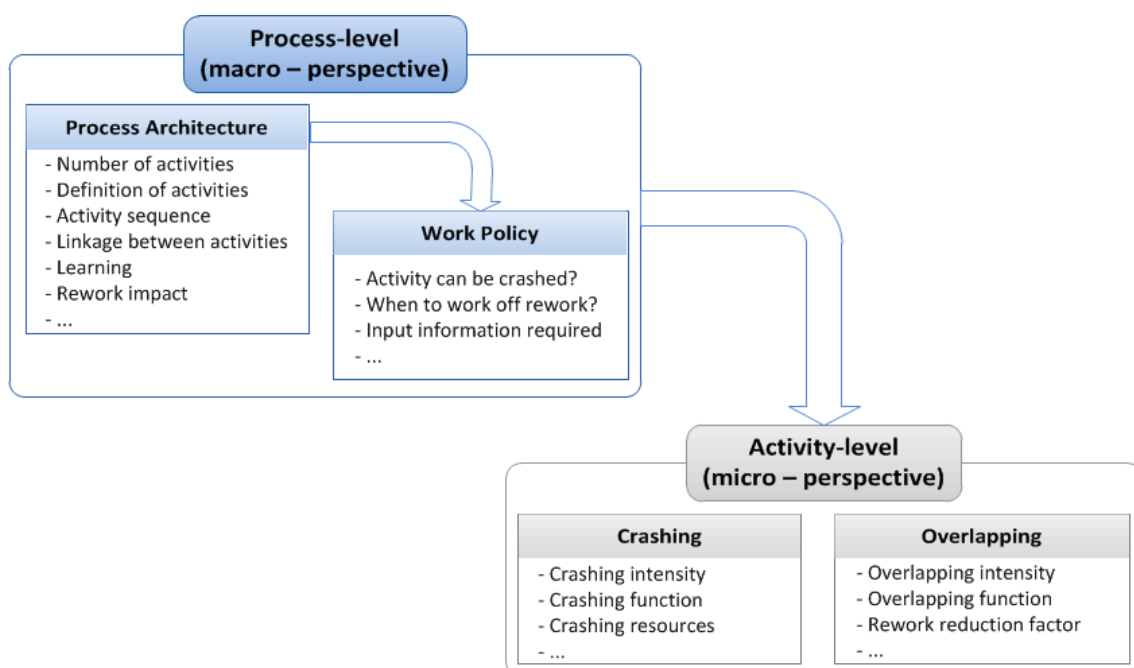 Process-level
(macro – perspective)
Process Architecture
- Number of activities
- Definition of activities
- Activity sequence
- Linkage between activities
- Learning
- Rework impact
- ...
Work Policy
- Activity can be crashed?
- When to work off rework?
- Input information required
- ...
Activity-level
(micro – perspective)
Crashing
- Crashing intensity
- Crashing function
- Crashing resources
- ...
Overlapping
- Overlapping intensity
- Overlapping function
- Rework reduction factor
- ...